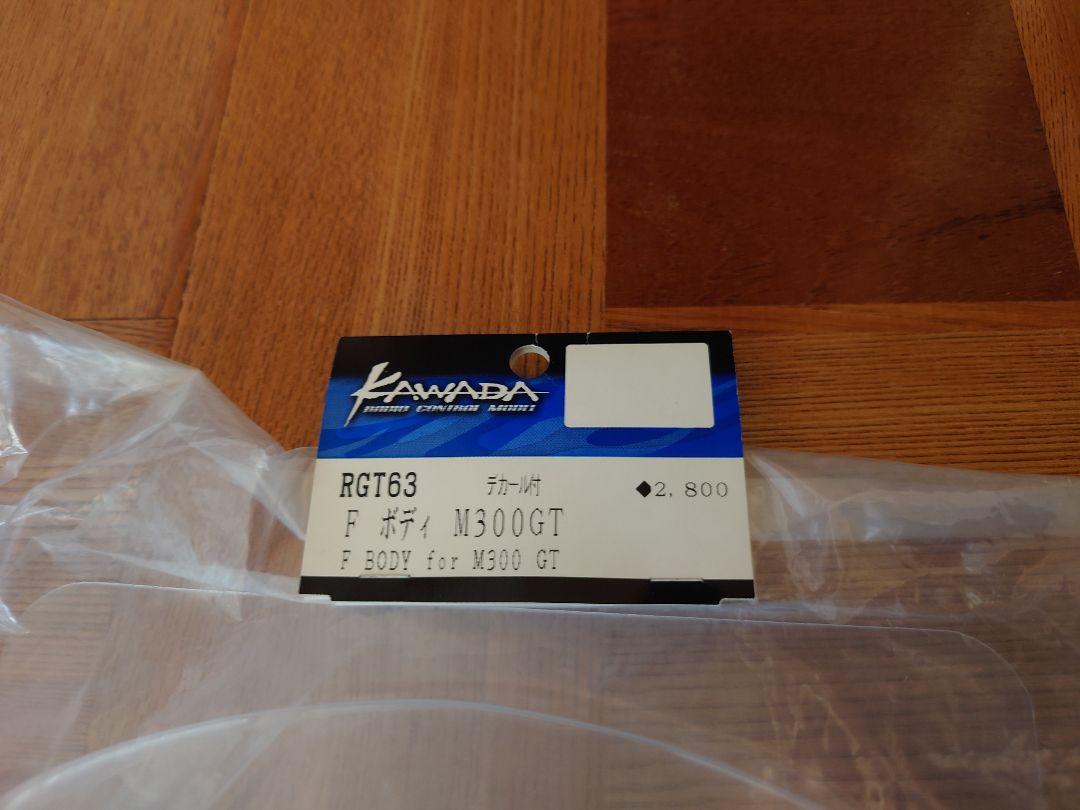 KAWADA
RADIO CONTROL MODEL
RGT63 デカール付 ◆2,800
F ボディ M300GT
F BODY for M300 GT